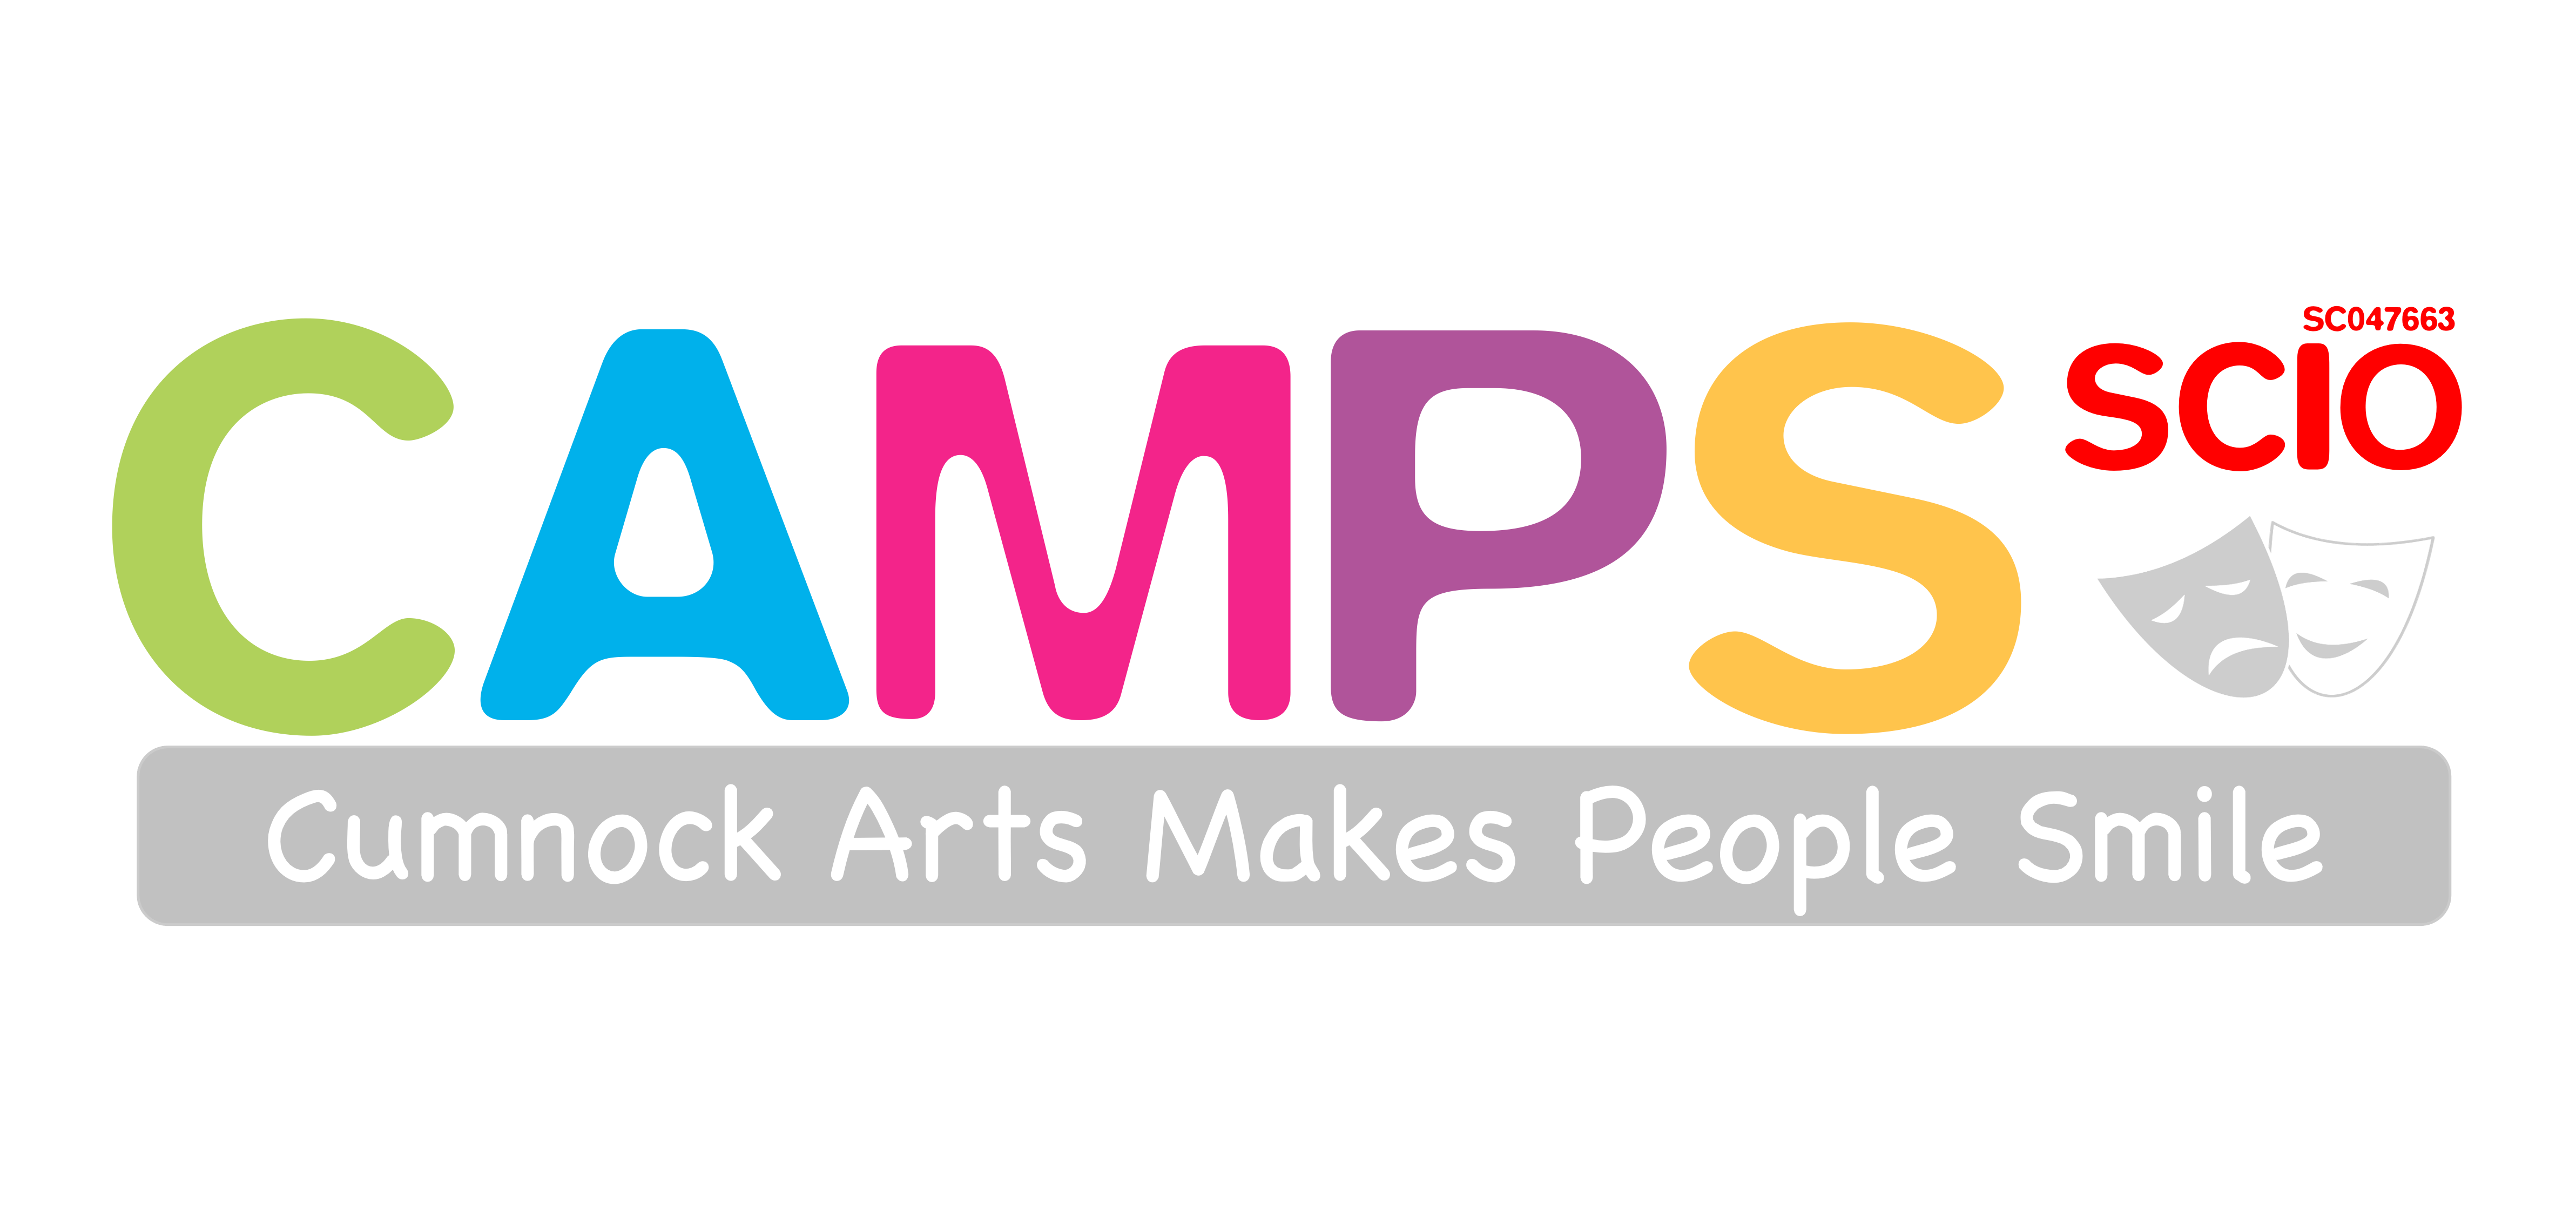 CAMPS
SC047663
SCIO
Cumnock Arts Makes People Smile